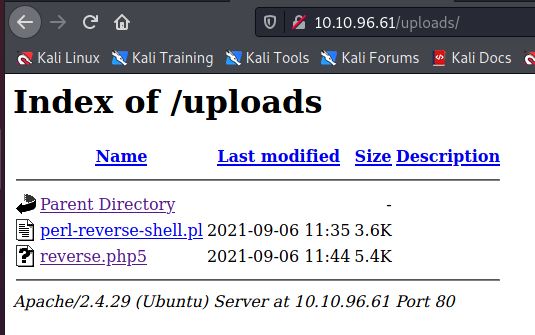 10.10.96.61/uploads/
Kali Linux Kali Training Kali Tools Kali Forums Kali Docs
Index of /uploads
Name Last modified Size Description
Parent Directory -
perl-reverse-shell.pl 2021-09-06 11:35 3.6K
reverse.php5 2021-09-06 11:44 5.4K
Apache/2.4.29 (Ubuntu) Server at 10.10.96.61 Port 80